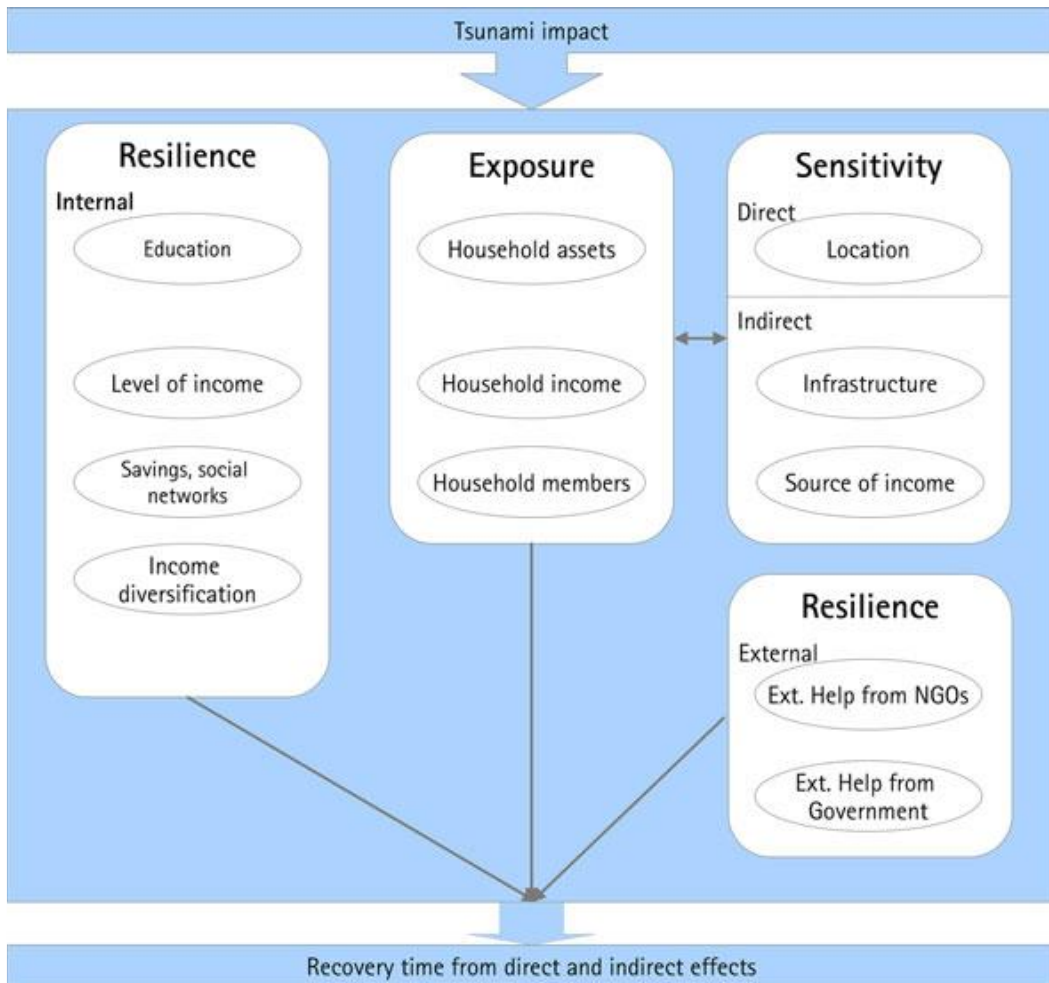 Tsunami impact
Resilience
Internal
Education
Level of income
Savings, social
networks
Income
diversification
Exposure
Household assets
Household income
Household members
Sensitivity
Direct
Location
Indirect
Infrastructure
Source of income
Resilience
External
Ext. Help from NGOs
Ext. Help from
Government
Recovery time from direct and indirect effects